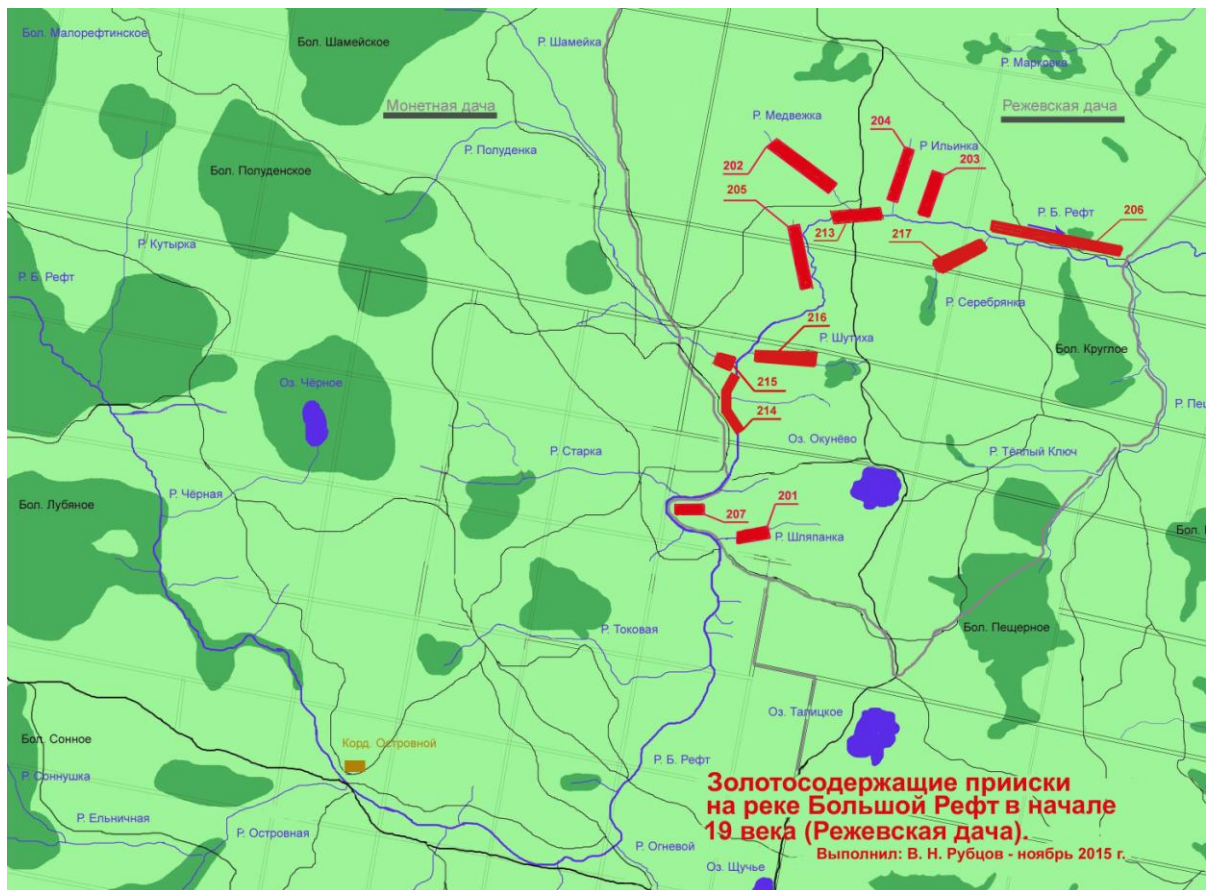 Бол. Малорефтинское
Бол. Шамейское
Р. Шамейка
Р. Марковка
Монетная дача
Режевская дача
Р. Медвежка
204
Р. Полуденка
Р Ильинка
202
203
Бол. Полуденское
205
Р. Б. Рефт
206
213
217
Р. Кутырка
Р. Б. Рефт
Р. Серебрянка
216
Р. Шутиха
Бол. Круглое
215
Оз. Чёрное
214
Р. Пещ
Оз. Окунёво
Р. Старка
Р. Тёплый Ключ
Р. Чёрная
Бол. Лубяное
201
207
Р. Шляпанка
Бол.
Р. Токовая
Бол. Пещерное
Оз. Талицкое
Бол. Сонное
Корд. Островной
Р. Б. Рефт
Р. Соннушка
Золотосодержащие прииски
на реке Большой Рефт в начале
19 века (Режевская дача).
Р. Ельничная
Р. Островная
Р. Огневой
Выполнил: В. Н. Рубцов - ноябрь 2015 г.
Оз. Щучье